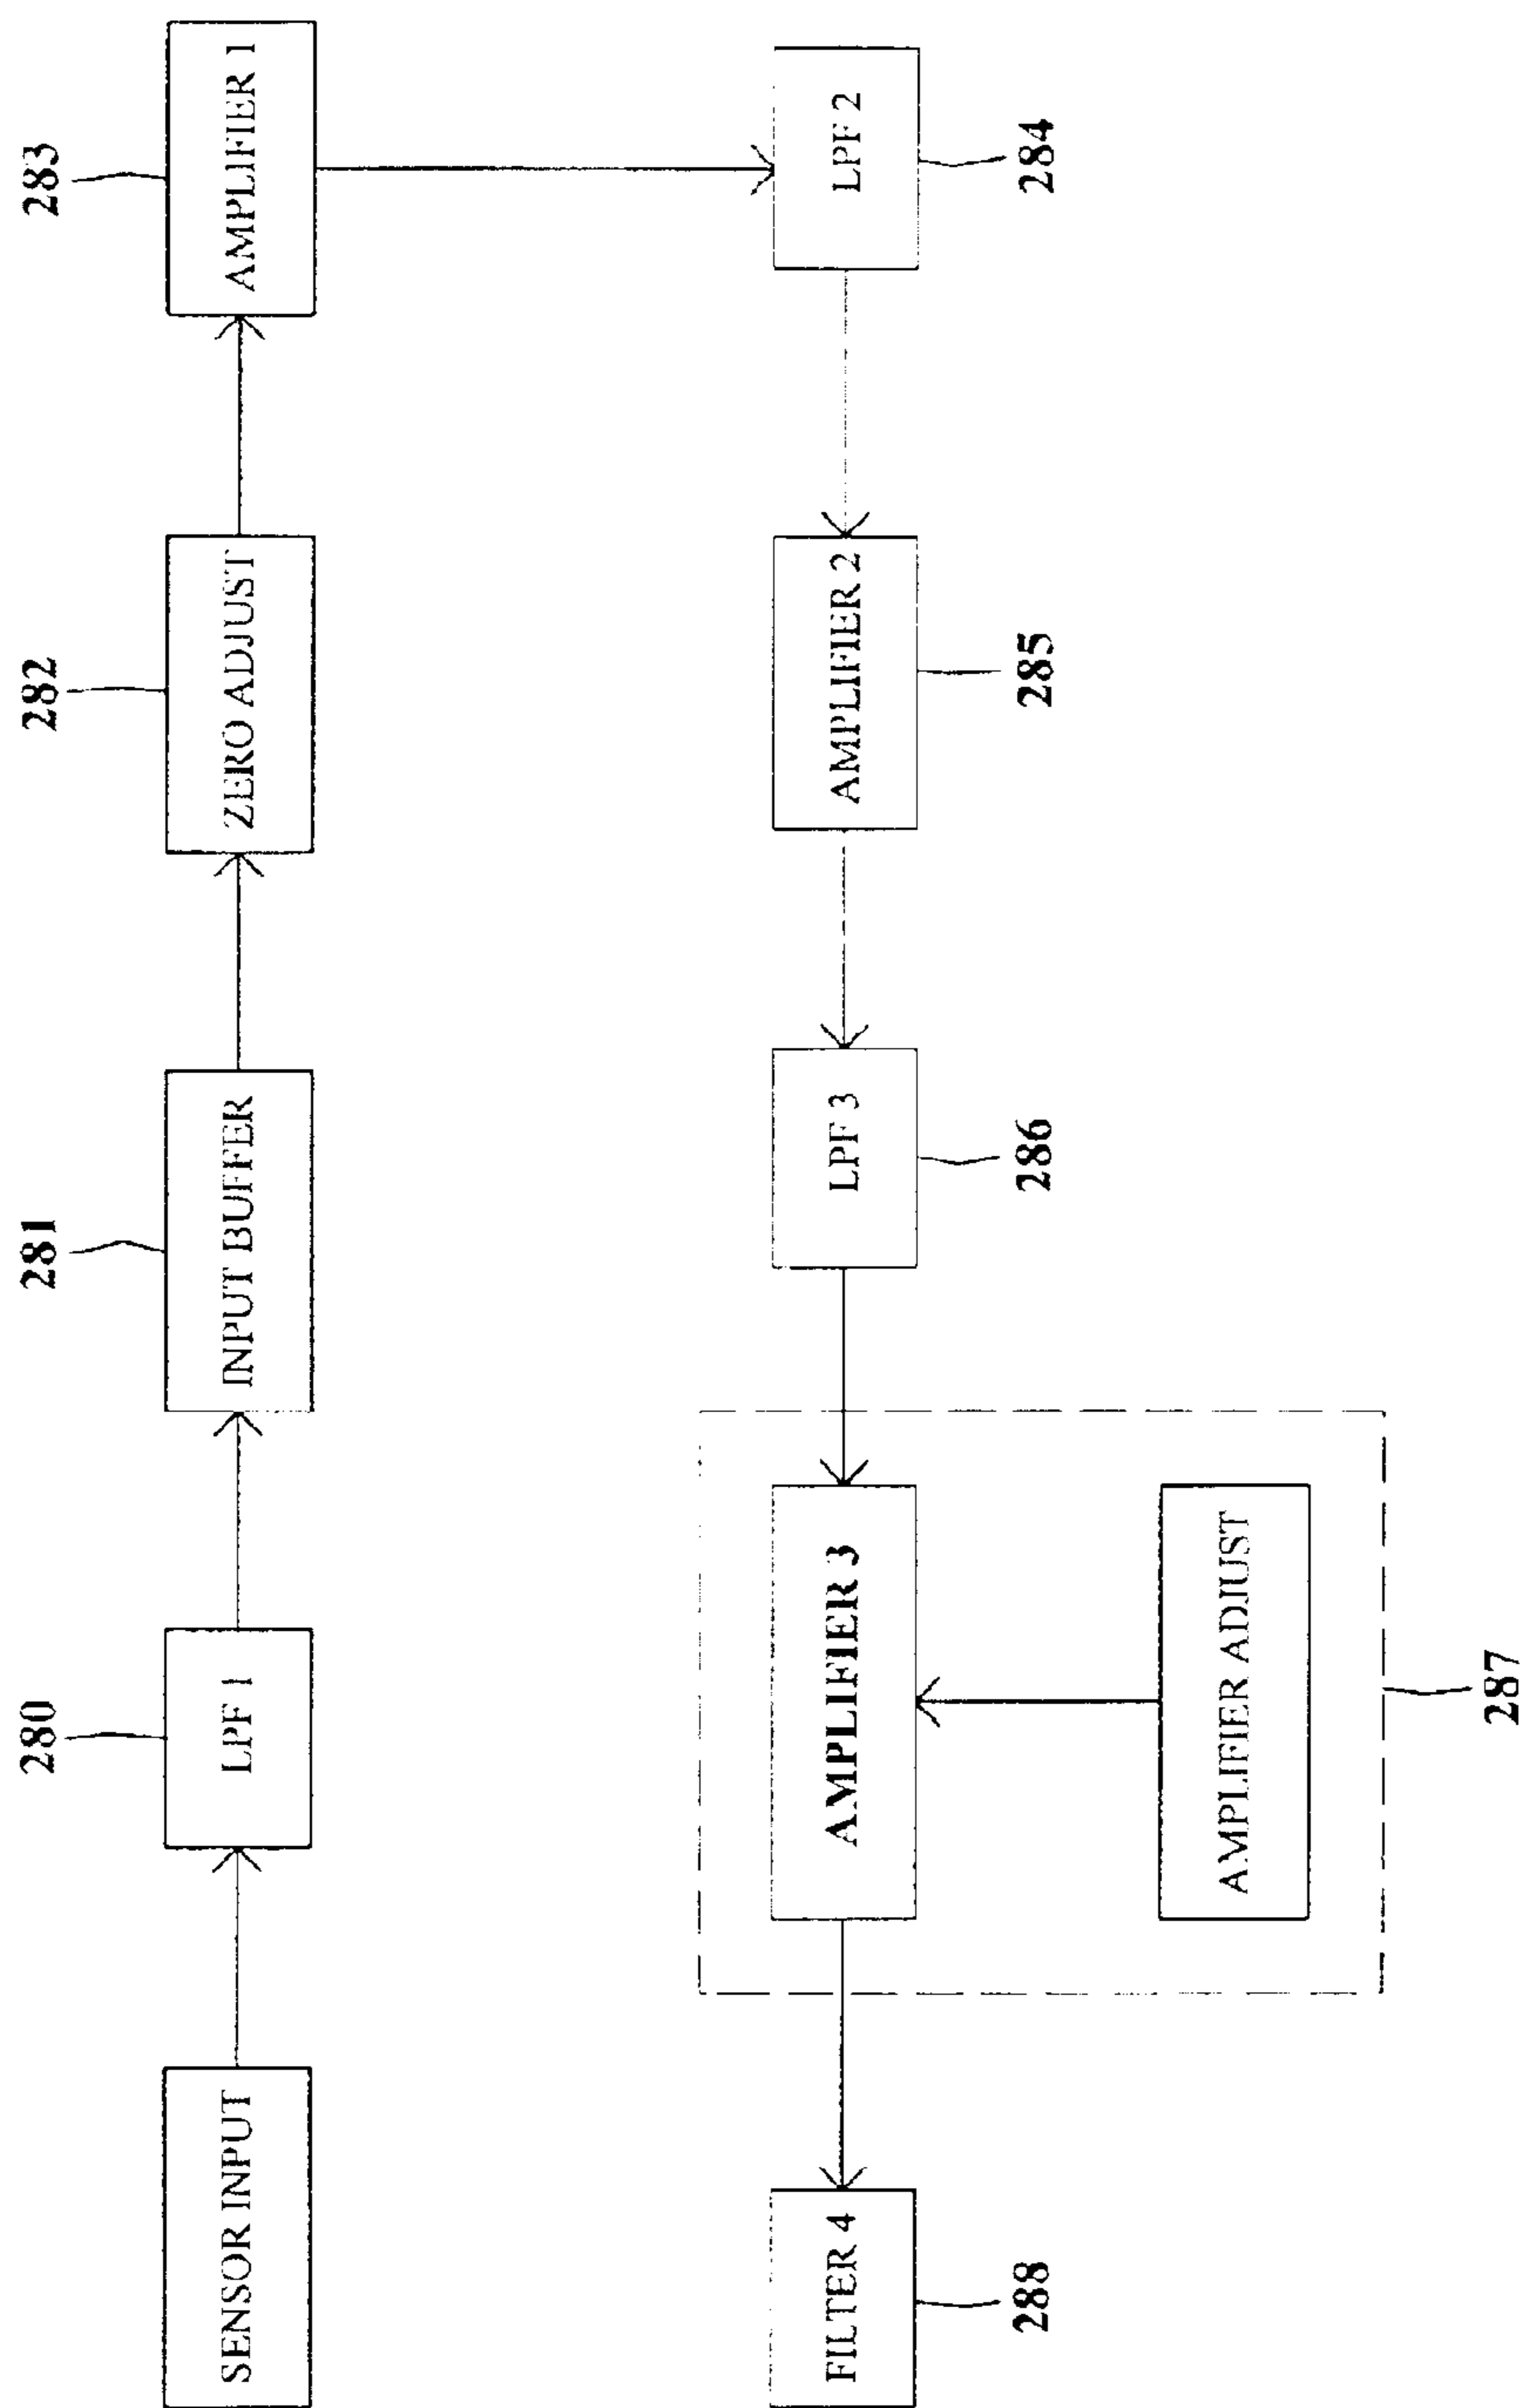 280
281
282
283
SENSOR INPUT
LPF 1
INPUT BUFFER
ZERO ADJUST
AMPLIFIER 1
FILTER 4
AMPLIFIER 3
LPF 3
AMPLIFIER 2
LPF 2
288
286
285
284
AMPLIFIER ADJUST
287